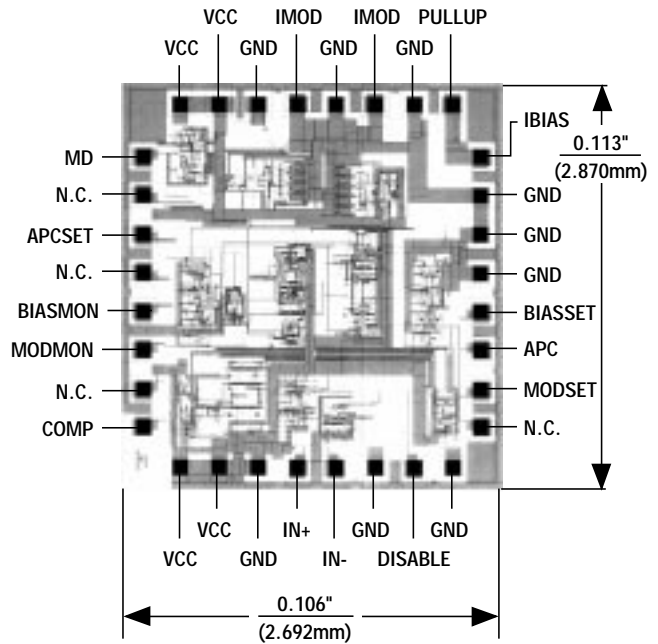 VCC IMOD IMOD PULLUP
VCC GND GND GND
IBIAS
0.113"
(2.870mm)
MD
N.C.
GND
APCSET
GND
N.C.
GND
BIASMON
BIASSET
MODMON
APC
N.C.
MODSET
COMP
N.C.
VCC IN+ GND GND
VCC GND IN- DISABLE
0.106"
(2.692mm)